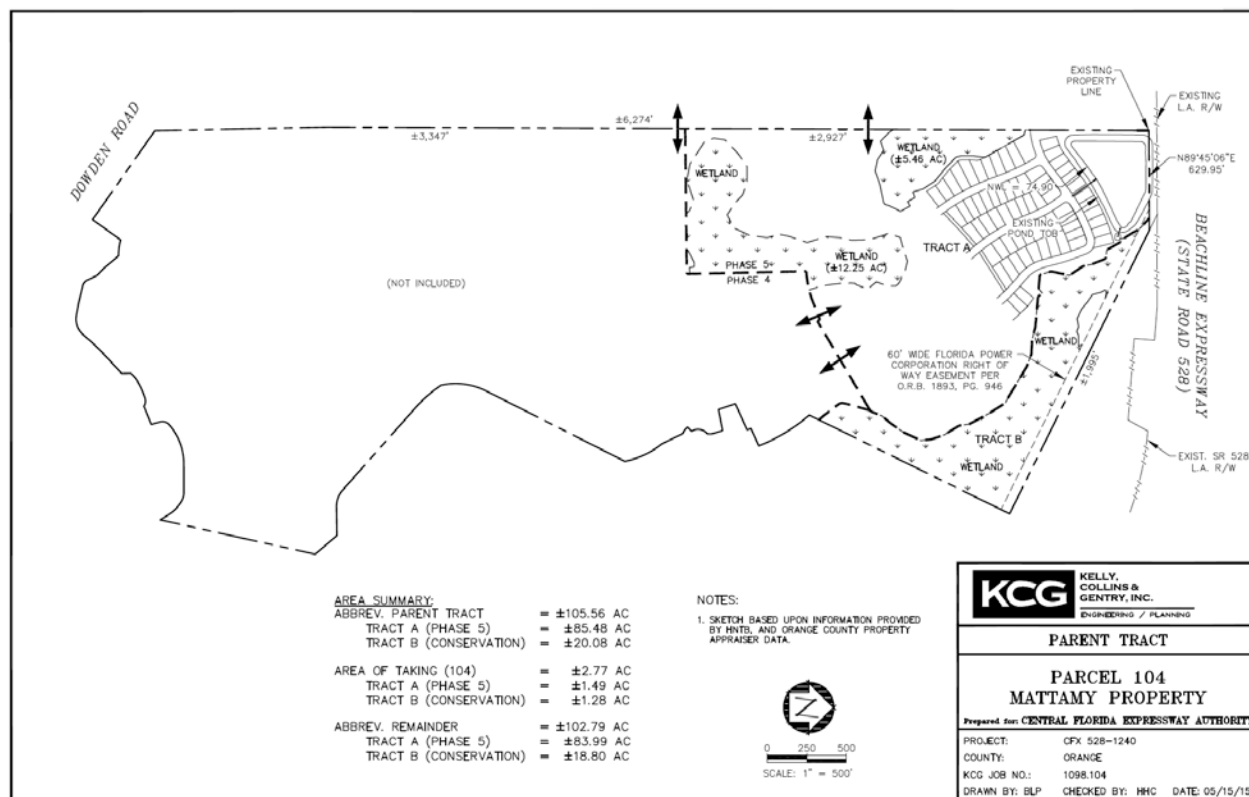 DOWDEN ROAD
±3,347'
±6,274'
±2,927'
EXISTING
PROPERTY
LINE
EXISTING
L.A. R/W
N89°45'06"E
629.95'
WETLAND
(±5.46 AC)
WETLAND
NWL = 74.90
EXISTING
POND TOB
TRACT A
BEACHLINE EXPRESSWAY
(STATE ROAD 528)
(NOT INCLUDED)
PHASE 5
PHASE 4
WETLAND
(±12.25 AC)
WETLAND
60' WIDE FLORIDA POWER
CORPORATION RIGHT OF
WAY EASEMENT PER
O.R.B. 1893, PG. 946
±1,995'
TRACT B
WETLAND
EXIST. SR 528
L.A. R/W
AREA SUMMARY:
ABBREV. PARENT TRACT = ±105.56 AC
TRACT A (PHASE 5) = ±85.48 AC
TRACT B (CONSERVATION) = ±20.08 AC
AREA OF TAKING (104) = ±2.77 AC
TRACT A (PHASE 5) = ±1.49 AC
TRACT B (CONSERVATION) = ±1.28 AC
ABBREV. REMAINDER = ±102.79 AC
TRACT A (PHASE 5) = ±83.99 AC
TRACT B (CONSERVATION) = ±18.80 AC
NOTES:
1. SKETCH BASED UPON INFORMATION PROVIDED
BY HNTB, AND ORANGE COUNTY PROPERTY
APPRAISER DATA.
N
0 250 500
SCALE: 1" = 500'
KCG
KELLY,
COLLINS &
GENTRY, INC.
ENGINEERING / PLANNING
PARENT TRACT
PARCEL 104
MATTAMY PROPERTY
Prepared for: CENTRAL FLORIDA EXPRESSWAY AUTHORIT
PROJECT: CFX 528-1240
COUNTY: ORANGE
KCG JOB NO.: 1098.104
DRAWN BY: BLP CHECKED BY: HHC DATE: 05/15/15